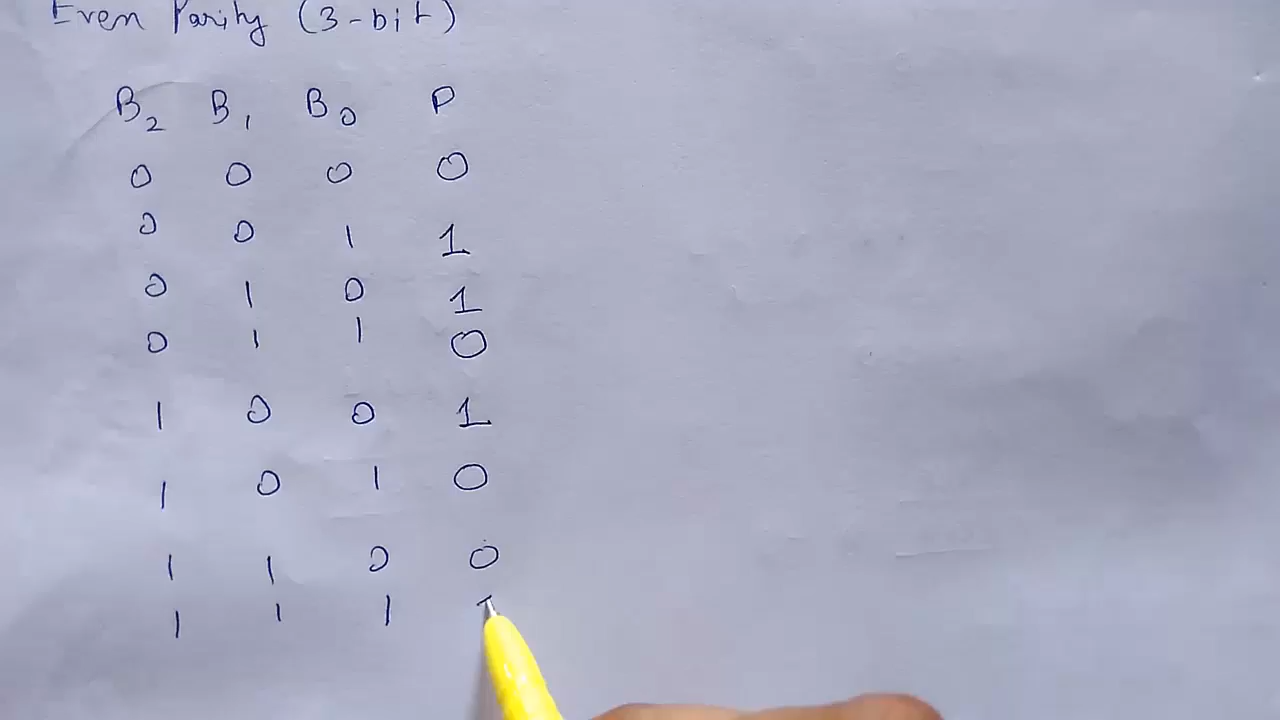 Even Parity (3-bit)
B2 B1 B0 P
0 0 0 0
0 0 1 1
0 1 0 1
0 1 1 0
1 0 0 1
1 0 1 0
1 1 0 0
1 1 1